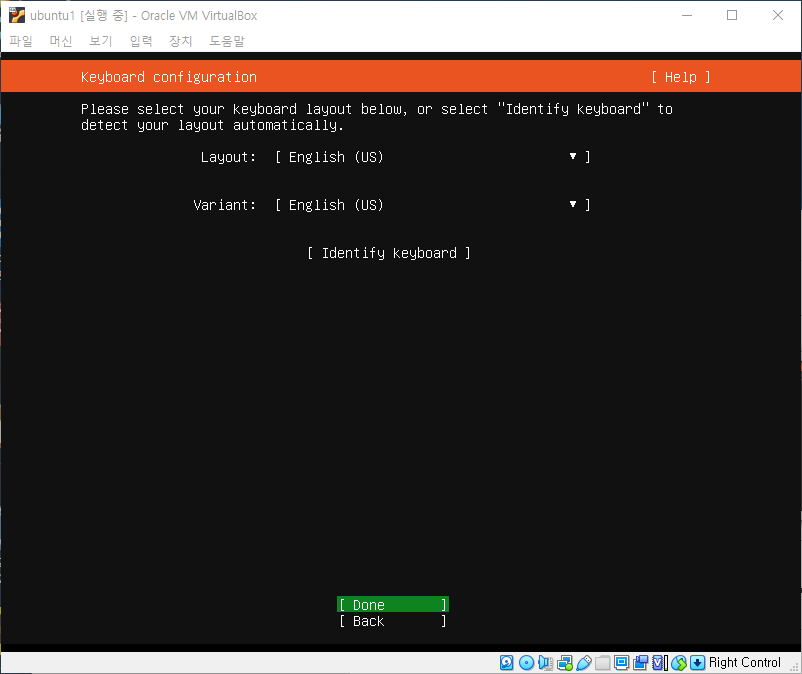 ubuntu1 [실행 중] - Oracle VM VirtualBox
파일 머신 보기 입력 장치 도움말
Keyboard configuration [ Help ]
Please select your keyboard layout below, or select "Identify keyboard" to
detect your layout automatically.
Layout: [ English (US) ▼ ]
Variant: [ English (US) ▼ ]
[ Identify keyboard ]
[ Done ]
[ Back ]
Right Control